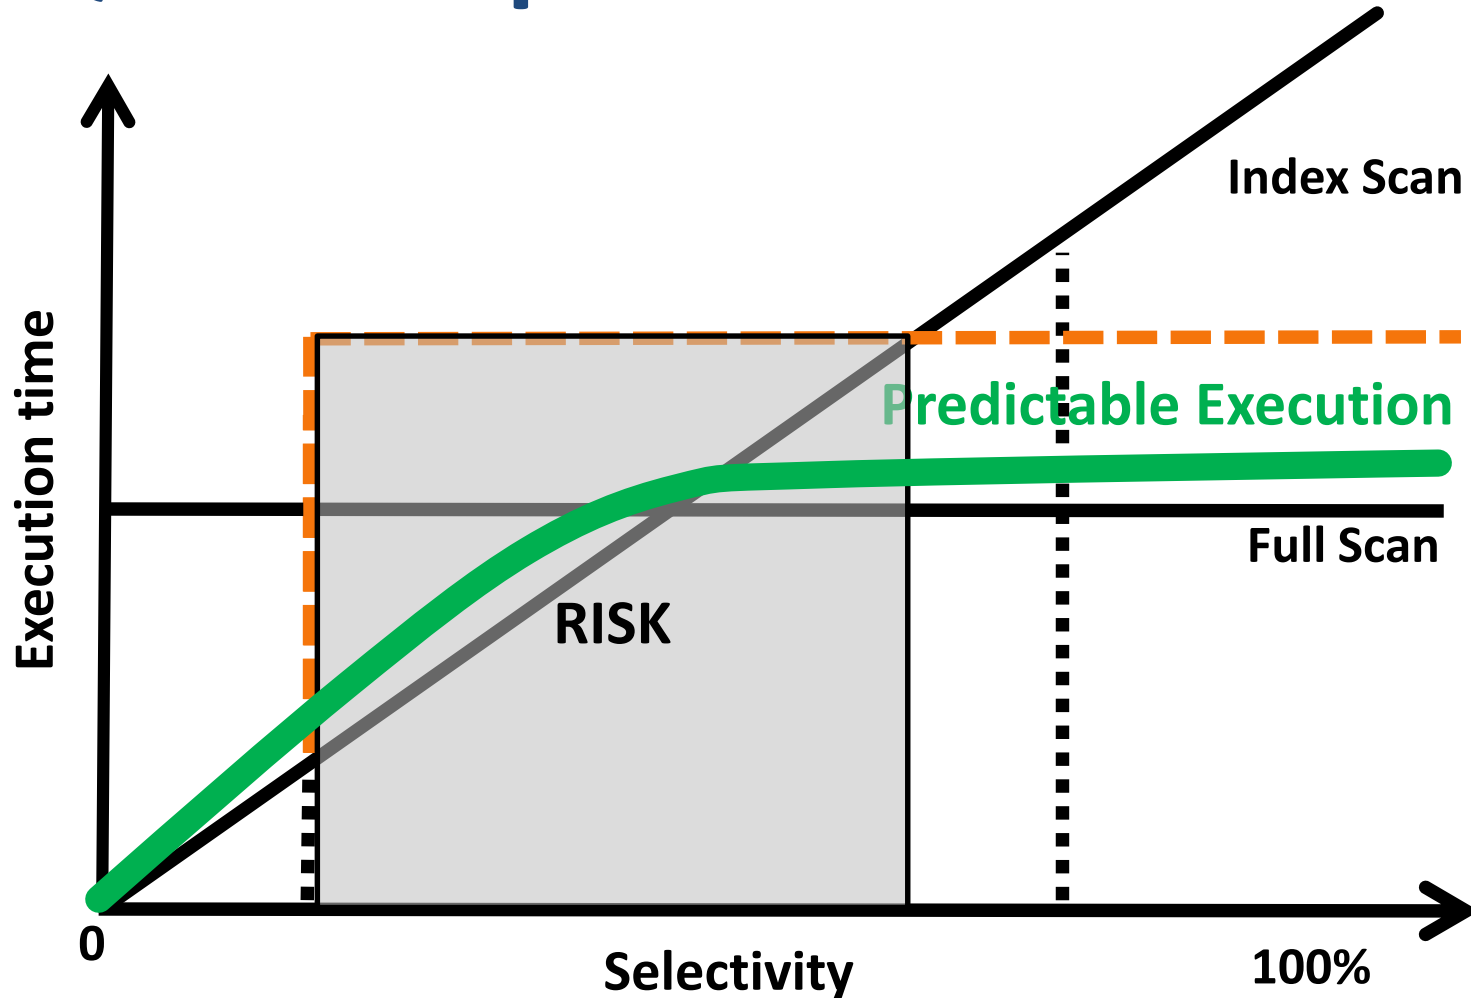 Index Scan
Execution time
Predictable Execution
Full Scan
RISK
0
Selectivity
100%